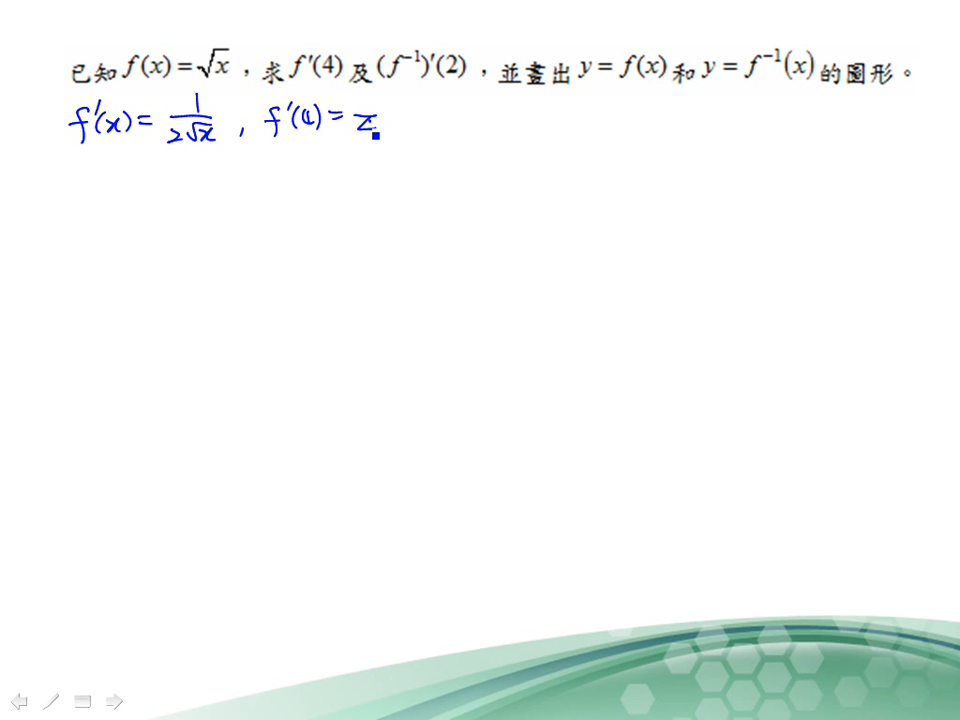 已知 f(x) = √x，求 f′(4) 及 (f⁻¹)′(2)，並畫出 y = f(x) 和 y = f⁻¹(x) 的圖形。
f′(x) = 1/(2√x) , f′(4) =